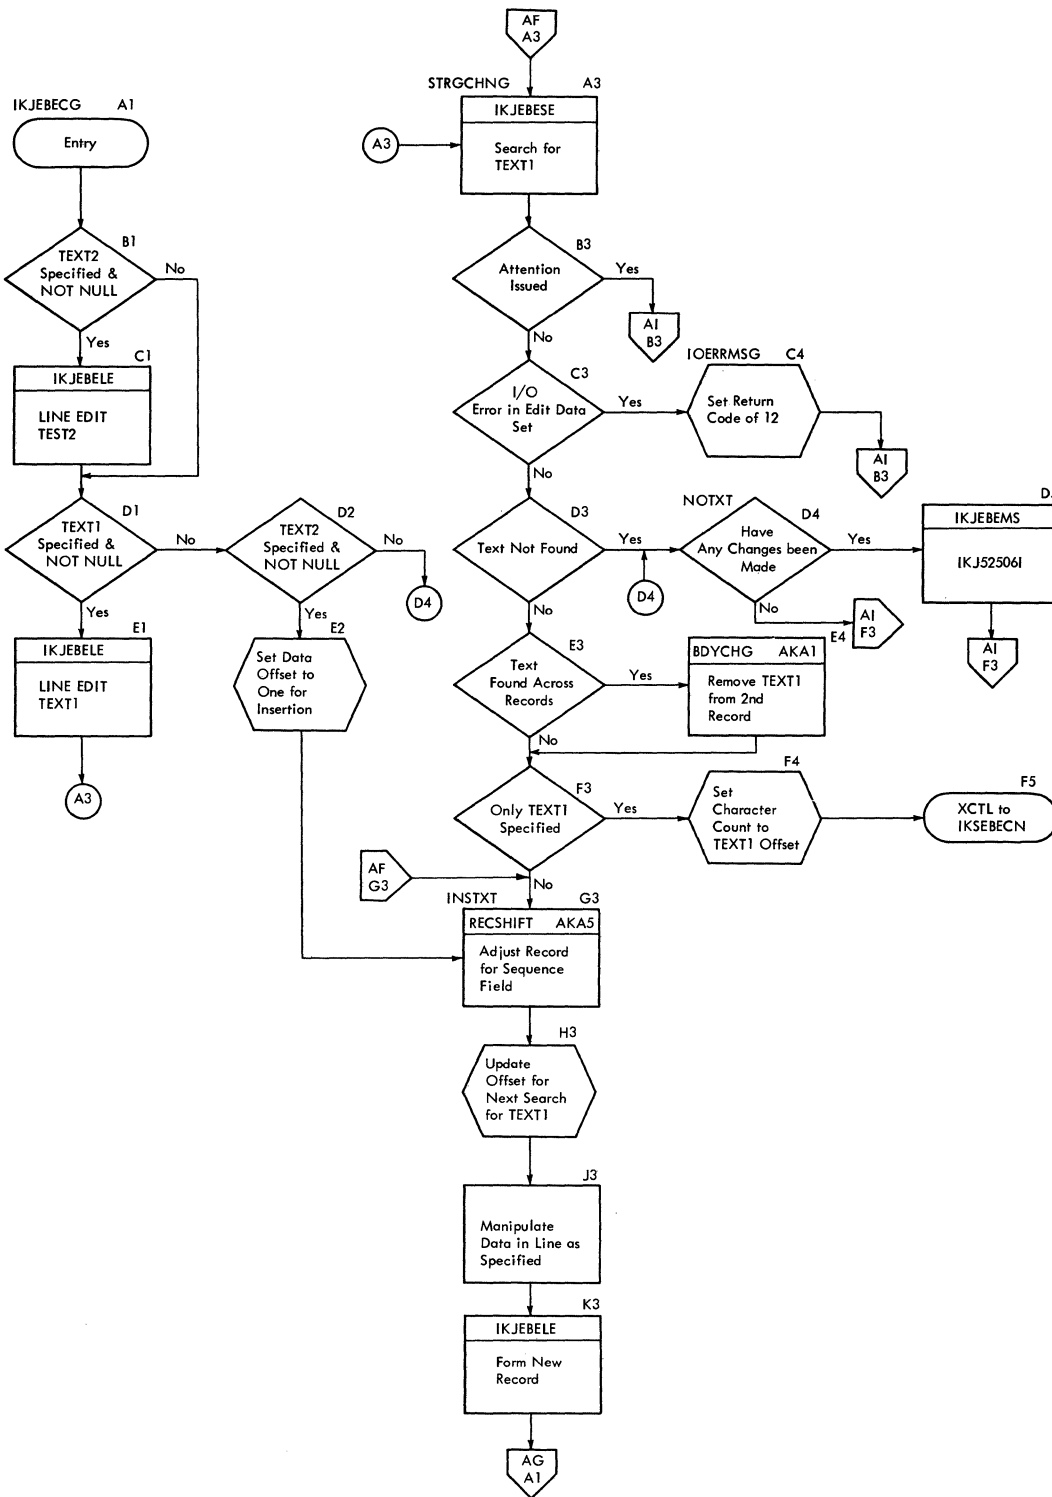 AF
A3
STRGCHNG A3
IKJEBECG A1
IKJEBESE
Entry
A3
Search for
TEXT1
B1
TEXT2
Specified &
NOT NULL
No
Yes
B3
Attention
Issued
Yes
No
AI
B3
C1
IKJEBELE
LINE EDIT
TEST2
C3
I/O
Error in Edit Data
Set
Yes
No
IOERRMSG C4
Set Return
Code of 12
AI
B3
D1
TEXT1
Specified &
NOT NULL
No
Yes
D2
TEXT2
Specified &
NOT NULL
No
Yes
D4
D3
Text Not Found
Yes
No
D4
NOTXT
D4
Have
Any Changes been
Made
Yes
No
AI
F3
IKJEBEMS
IKJ52506I
AI
F3
E1
IKJEBELE
LINE EDIT
TEXT1
A3
E2
Set Data
Offset to
One for
Insertion
E3
Text
Found Across
Records
Yes
No
E4
BDYCHG AKA1
Remove TEXT1
from 2nd
Record
F3
Only TEXT1
Specified
Yes
No
F4
Set
Character
Count to
TEXT1 Offset
F5
XCTL to
IKSEBECN
AF
G3
INSTXT G3
RECSHIFT AKA5
Adjust Record
for Sequence
Field
H3
Update
Offset for
Next Search
for TEXT1
J3
Manipulate
Data in Line as
Specified
K3
IKJEBELE
Form New
Record
AG
A1